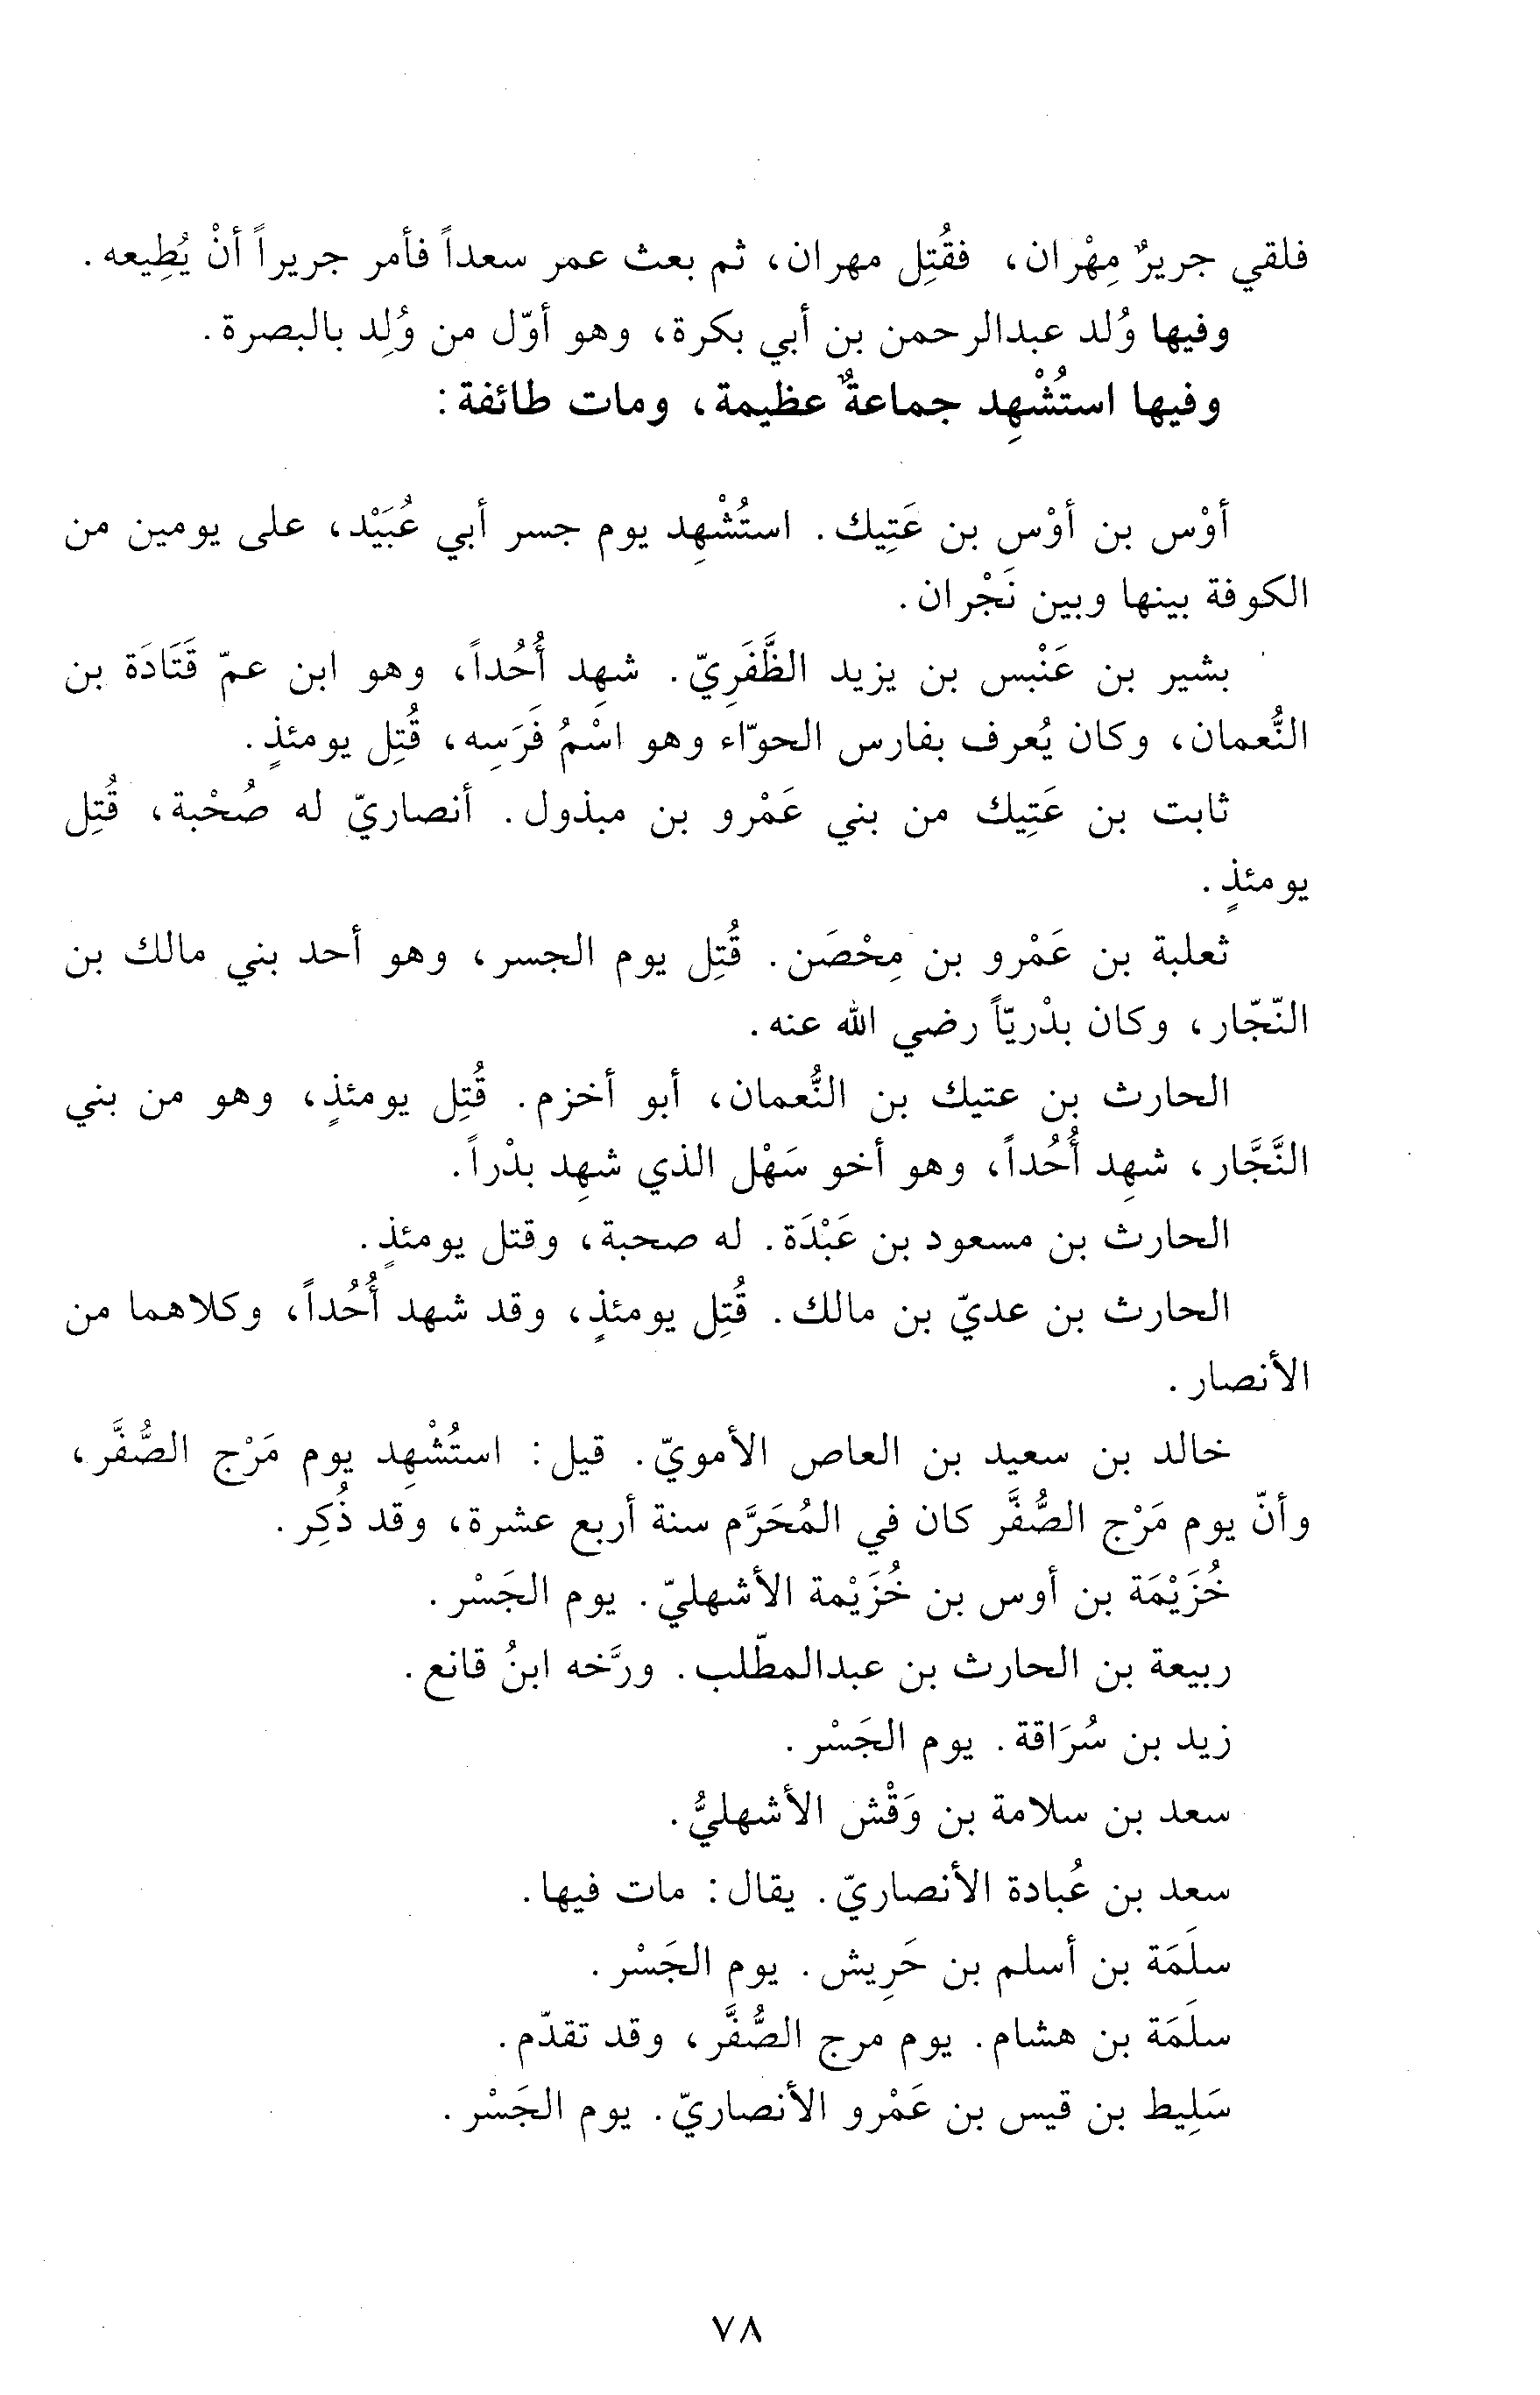 فلقي جريرٌ مِهْران، فقُتِل مهران، ثم بعث عمر سعداً فأمر جريراً أنْ يُطِيعه.
وفيها وُلد عبدالرحمن بن أبي بكرة، وهو أوّل من وُلِد بالبصرة.
وفيها استُشْهِد جماعةٌ عظيمة، ومات طائفة:
أوْس بن أوْس بن عَتِيك. استُشْهِد يوم جسر أبي عُبَيْد، على يومين من
الكوفة بينها وبين نَجْران.
بشير بن عَنْبس بن يزيد الظَّفَرِيّ. شهِد أُحُداً، وهو ابن عمّ قَتَادَة بن
النُّعمان، وكان يُعرف بفارس الحوّاء وهو اسْمُ فَرَسِه، قُتِل يومئذٍ.
ثابت بن عَتِيك من بني عَمْرو بن مبذول. أنصاريّ له صُحْبة، قُتِل
يومئذٍ.
ثعلبة بن عَمْرو بن مِحْصَن. قُتِل يوم الجسر، وهو أحد بني مالك بن
النّجّار، وكان بدْريّاً رضي الله عنه.
الحارث بن عتيك بن النُّعمان، أبو أخزم. قُتِل يومئذٍ، وهو من بني
النَّجَّار، شهِد أُحُداً، وهو أخو سَهْل الذي شهِد بدْراً.
الحارث بن مسعود بن عَبْدَة. له صحبة، وقتل يومئذٍ.
الحارث بن عديّ بن مالك. قُتِل يومئذٍ، وقد شهد أُحُداً، وكلاهما من
الأنصار.
خالد بن سعيد بن العاص الأمويّ. قيل: استُشْهِد يوم مَرْج الصُّفَّر،
وأنّ يوم مَرْج الصُّفَّر كان في المُحَرَّم سنة أربع عشرة، وقد ذُكِر.
خُزَيْمَة بن أوس بن خُزَيْمة الأشهليّ. يوم الجَسْر.
ربيعة بن الحارث بن عبدالمطّلب. ورَّخه ابنُ قانع.
زيد بن سُرَاقة. يوم الجَسْر.
سعد بن سلامة بن وَقْش الأشهليُّ.
سعد بن عُبادة الأنصاريّ. يقال: مات فيها.
سلَمَة بن أسلم بن حَرِيش. يوم الجَسْر.
سلَمَة بن هشام. يوم مرج الصُّفَّر، وقد تقدّم.
سَلِيط بن قيس بن عَمْرو الأنصاريّ. يوم الجَسْر.
٧٨